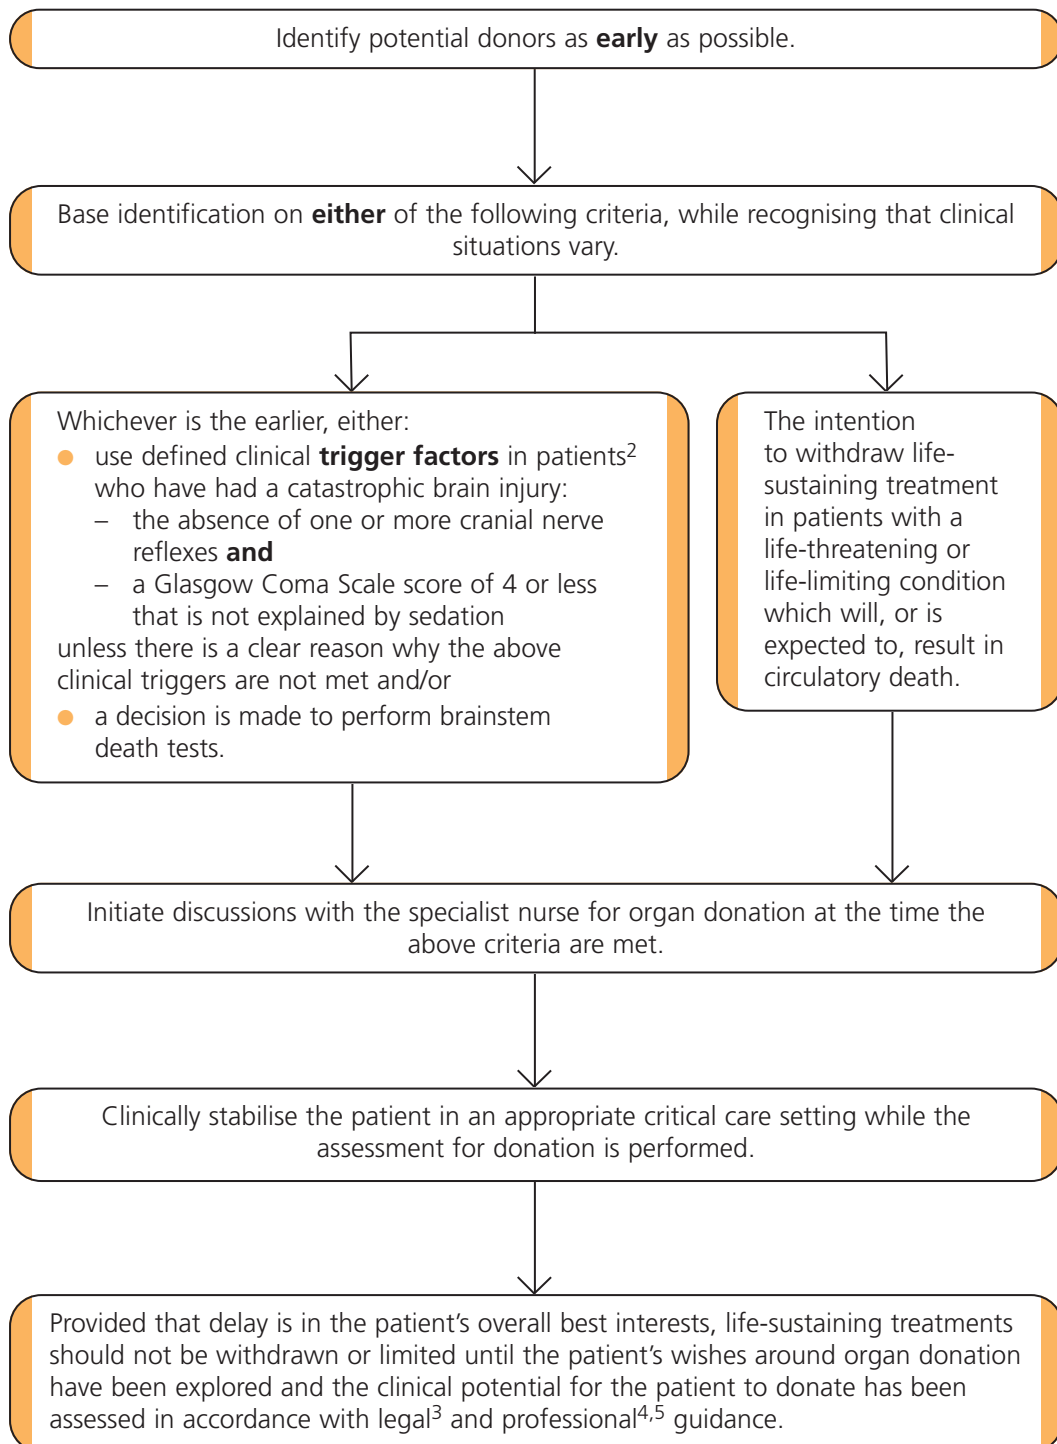 Identify potential donors as early as possible.
Base identification on either of the following criteria, while recognising that clinical
situations vary.
Whichever is the earlier, either:
● use defined clinical trigger factors in patients2
who have had a catastrophic brain injury:
– the absence of one or more cranial nerve
reflexes and
– a Glasgow Coma Scale score of 4 or less
that is not explained by sedation
unless there is a clear reason why the above
clinical triggers are not met and/or
● a decision is made to perform brainstem
death tests.
The intention
to withdraw life-
sustaining treatment
in patients with a
life-threatening or
life-limiting condition
which will, or is
expected to, result in
circulatory death.
Initiate discussions with the specialist nurse for organ donation at the time the
above criteria are met.
Clinically stabilise the patient in an appropriate critical care setting while the
assessment for donation is performed.
Provided that delay is in the patient’s overall best interests, life-sustaining treatments
should not be withdrawn or limited until the patient’s wishes around organ donation
have been explored and the clinical potential for the patient to donate has been
assessed in accordance with legal3 and professional4,5 guidance.